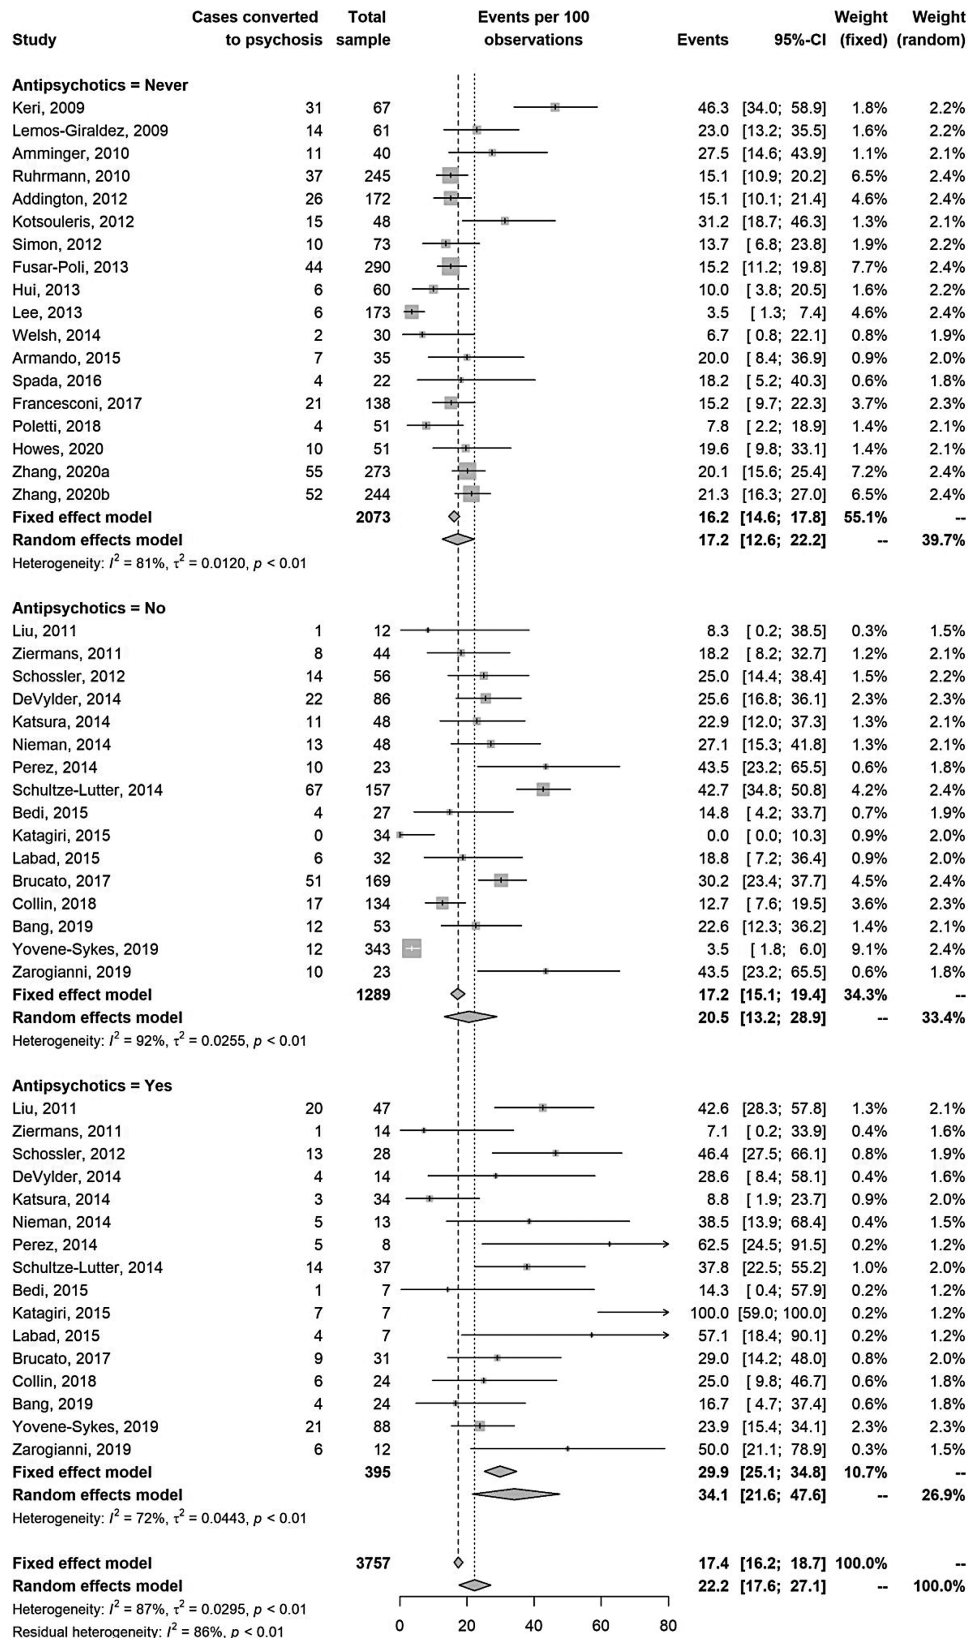 Cases converted Total Events per 100 Weight Weight
Study to psychosis sample observations Events 95%-CI (fixed) (random)
Antipsychotics = Never
Keri, 2009 31 67 46.3 [34.0; 58.9] 1.8% 2.2%
Lemos-Giraldez, 2009 14 61 23.0 [13.2; 35.5] 1.6% 2.2%
Amminger, 2010 11 40 27.5 [14.6; 43.9] 1.1% 2.1%
Ruhrmann, 2010 37 245 15.1 [10.9; 20.2] 6.5% 2.4%
Addington, 2012 26 172 15.1 [10.1; 21.4] 4.6% 2.4%
Kotsouleris, 2012 15 48 31.2 [18.7; 46.3] 1.3% 2.1%
Simon, 2012 10 73 13.7 [ 6.8; 23.8] 1.9% 2.2%
Fusar-Poli, 2013 44 290 15.2 [11.2; 19.8] 7.7% 2.4%
Hui, 2013 6 60 10.0 [ 3.8; 20.5] 1.6% 2.2%
Lee, 2013 6 173 3.5 [ 1.3; 7.4] 4.6% 2.4%
Welsh, 2014 2 30 6.7 [ 0.8; 22.1] 0.8% 1.9%
Armando, 2015 7 35 20.0 [ 8.4; 36.9] 0.9% 2.0%
Spada, 2016 4 22 18.2 [ 5.2; 40.3] 0.6% 1.8%
Francesconi, 2017 21 138 15.2 [ 9.7; 22.3] 3.7% 2.3%
Poletti, 2018 4 51 7.8 [ 2.2; 18.9] 1.4% 2.1%
Howes, 2020 10 51 19.6 [ 9.8; 33.1] 1.4% 2.1%
Zhang, 2020a 55 273 20.1 [15.6; 25.4] 7.2% 2.4%
Zhang, 2020b 52 244 21.3 [16.3; 27.0] 6.5% 2.4%
Fixed effect model 2073 16.2 [14.6; 17.8] 55.1% --
Random effects model 17.2 [12.6; 22.2] -- 39.7%
Heterogeneity: I² = 81%, τ² = 0.0120, p < 0.01
Antipsychotics = No
Liu, 2011 1 12 8.3 [ 0.2; 38.5] 0.3% 1.5%
Ziermans, 2011 8 44 18.2 [ 8.2; 32.7] 1.2% 2.1%
Schossler, 2012 14 56 25.0 [14.4; 38.4] 1.5% 2.2%
DeVylder, 2014 22 86 25.6 [16.8; 36.1] 2.3% 2.3%
Katsura, 2014 11 48 22.9 [12.0; 37.3] 1.3% 2.1%
Nieman, 2014 13 48 27.1 [15.3; 41.8] 1.3% 2.1%
Perez, 2014 10 23 43.5 [23.2; 65.5] 0.6% 1.8%
Schultze-Lutter, 2014 67 157 42.7 [34.8; 50.8] 4.2% 2.4%
Bedi, 2015 4 27 14.8 [ 4.2; 33.7] 0.7% 1.9%
Katagiri, 2015 0 34 0.0 [ 0.0; 10.3] 0.9% 2.0%
Labad, 2015 6 32 18.8 [ 7.2; 36.4] 0.9% 2.0%
Brucato, 2017 51 169 30.2 [23.4; 37.7] 4.5% 2.4%
Collin, 2018 17 134 12.7 [ 7.6; 19.5] 3.6% 2.3%
Bang, 2019 12 53 22.6 [12.3; 36.2] 1.4% 2.1%
Yovene-Sykes, 2019 12 343 3.5 [ 1.8; 6.0] 9.1% 2.4%
Zarogianni, 2019 10 23 43.5 [23.2; 65.5] 0.6% 1.8%
Fixed effect model 1289 17.2 [15.1; 19.4] 34.3% --
Random effects model 20.5 [13.2; 28.9] -- 33.4%
Heterogeneity: I² = 92%, τ² = 0.0255, p < 0.01
Antipsychotics = Yes
Liu, 2011 20 47 42.6 [28.3; 57.8] 1.3% 2.1%
Ziermans, 2011 1 14 7.1 [ 0.2; 33.9] 0.4% 1.6%
Schossler, 2012 13 28 46.4 [27.5; 66.1] 0.8% 1.9%
DeVylder, 2014 4 14 28.6 [ 8.4; 58.1] 0.4% 1.6%
Katsura, 2014 3 34 8.8 [ 1.9; 23.7] 0.9% 2.0%
Nieman, 2014 5 13 38.5 [13.9; 68.4] 0.4% 1.5%
Perez, 2014 5 8 62.5 [24.5; 91.5] 0.2% 1.2%
Schultze-Lutter, 2014 14 37 37.8 [22.5; 55.2] 1.0% 2.0%
Bedi, 2015 1 7 14.3 [ 0.4; 57.9] 0.2% 1.2%
Katagiri, 2015 7 7 100.0 [59.0; 100.0] 0.2% 1.2%
Labad, 2015 4 7 57.1 [18.4; 90.1] 0.2% 1.2%
Brucato, 2017 9 31 29.0 [14.2; 48.0] 0.8% 2.0%
Collin, 2018 6 24 25.0 [ 9.8; 46.7] 0.6% 1.8%
Bang, 2019 4 24 16.7 [ 4.7; 37.4] 0.6% 1.8%
Yovene-Sykes, 2019 21 88 23.9 [15.4; 34.1] 2.3% 2.3%
Zarogianni, 2019 6 12 50.0 [21.1; 78.9] 0.3% 1.5%
Fixed effect model 395 29.9 [25.1; 34.8] 10.7% --
Random effects model 34.1 [21.6; 47.6] -- 26.9%
Heterogeneity: I² = 72%, τ² = 0.0443, p < 0.01
Fixed effect model 3757 17.4 [16.2; 18.7] 100.0% --
Random effects model 22.2 [17.6; 27.1] -- 100.0%
Heterogeneity: I² = 87%, τ² = 0.0295, p < 0.01
Residual heterogeneity: I² = 86%, p < 0.01
0 20 40 60 80